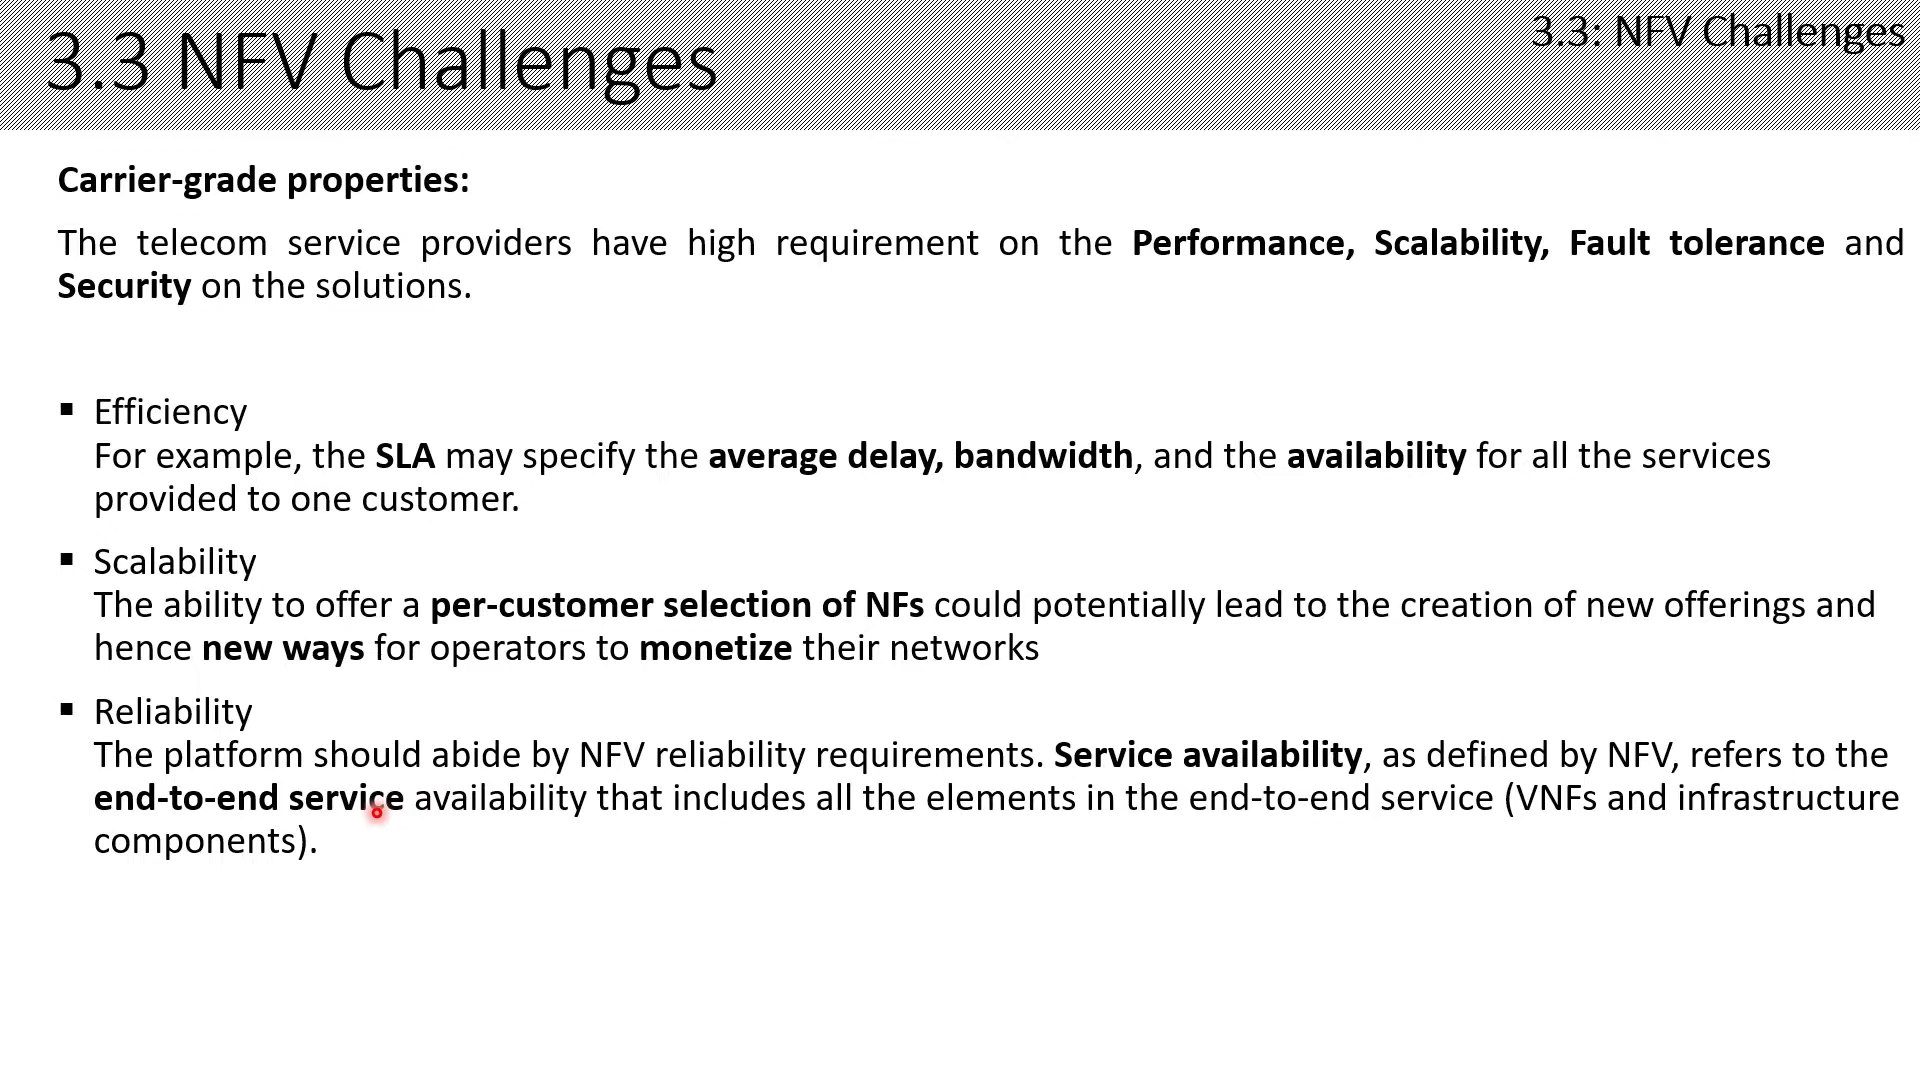 3.3 NFV Challenges
3.3: NFV Challenges
Carrier-grade properties:
The telecom service providers have high requirement on the Performance, Scalability, Fault tolerance and
Security on the solutions.
▪ Efficiency
For example, the SLA may specify the average delay, bandwidth, and the availability for all the services
provided to one customer.
▪ Scalability
The ability to offer a per-customer selection of NFs could potentially lead to the creation of new offerings and
hence new ways for operators to monetize their networks
▪ Reliability
The platform should abide by NFV reliability requirements. Service availability, as defined by NFV, refers to the
end-to-end service availability that includes all the elements in the end-to-end service (VNFs and infrastructure
components).